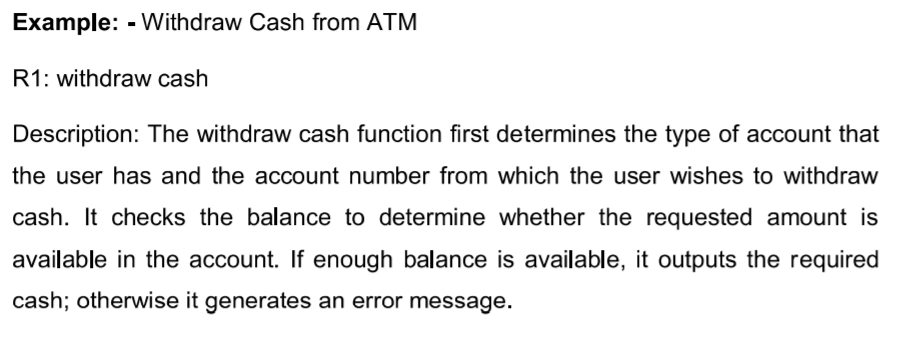 Example: - Withdraw Cash from ATM
R1: withdraw cash
Description: The withdraw cash function first determines the type of account that
the user has and the account number from which the user wishes to withdraw
cash. It checks the balance to determine whether the requested amount is
available in the account. If enough balance is available, it outputs the required
cash; otherwise it generates an error message.